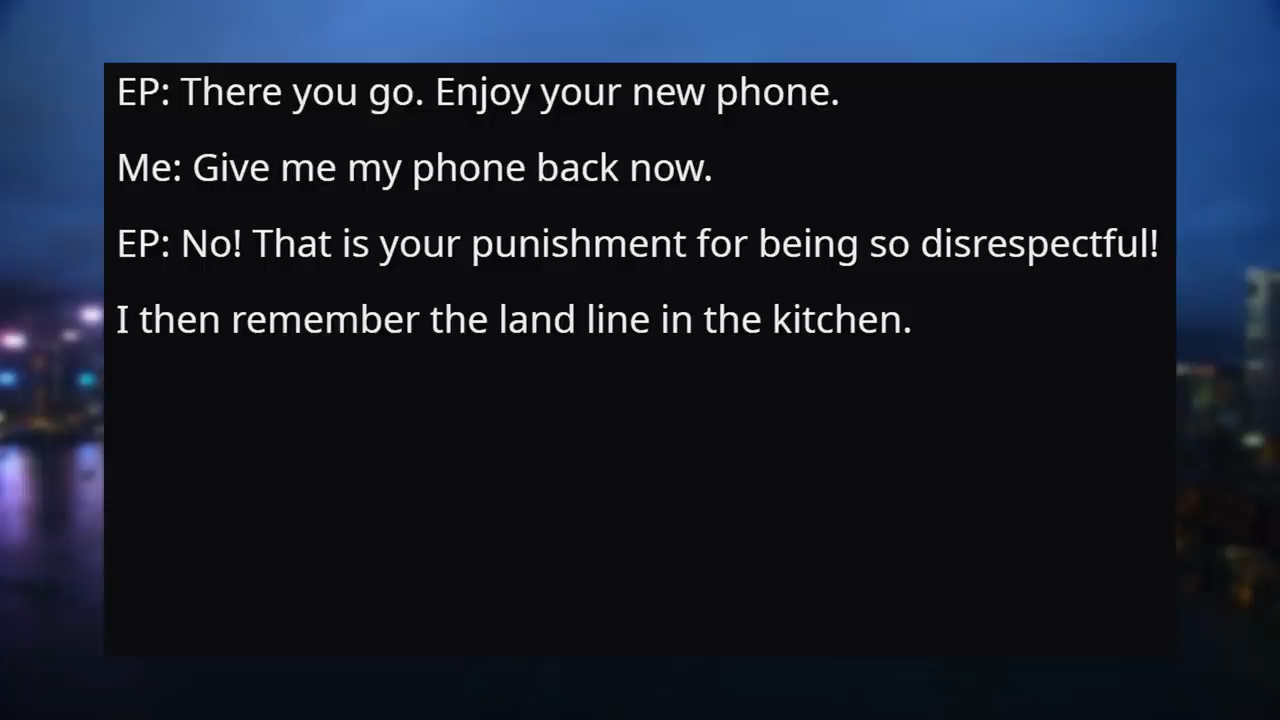 EP: There you go. Enjoy your new phone.
Me: Give me my phone back now.
EP: No! That is your punishment for being so disrespectful!
I then remember the land line in the kitchen.